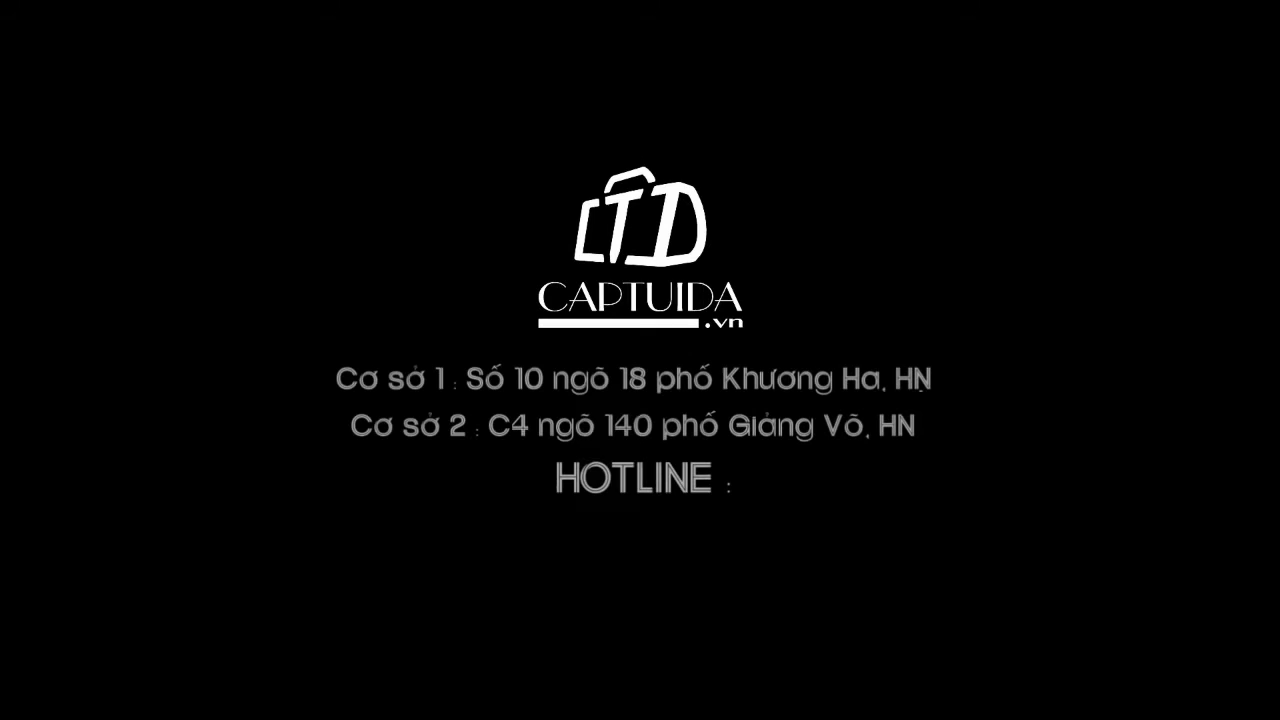 CTD
CAPTUIDA
.vn
Cơ sở 1 : Số 10 ngõ 18 phố Khương Hạ, HN
Cơ sở 2 : C4 ngõ 140 phố Giảng Võ, HN
HOTLINE :